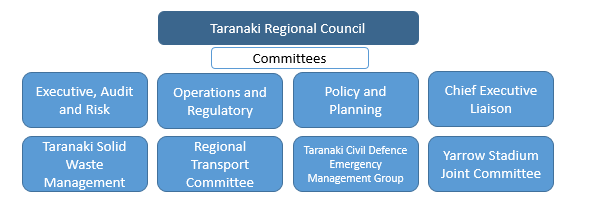 Taranaki Regional Council
Committees
Executive, Audit
and Risk
Operations and
Regulatory
Policy and
Planning
Chief Executive
Liaison
Taranaki Solid
Waste
Management
Regional
Transport
Committee
Taranaki Civil Defence
Emergency
Management Group
Yarrow Stadium
Joint Committee